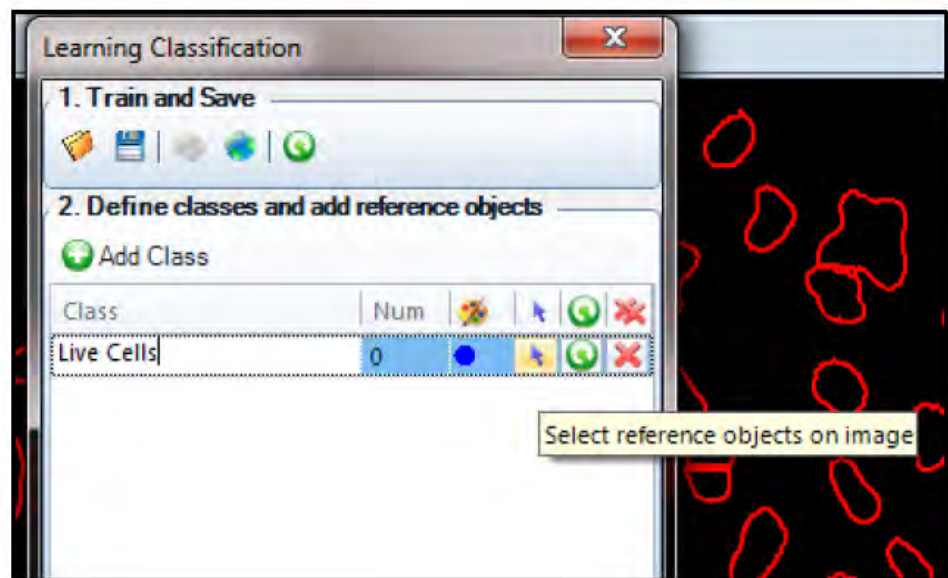 Learning Classification
1. Train and Save
2. Define classes and add reference objects
Add Class
Class Num
Live Cells 0
Select reference objects on image